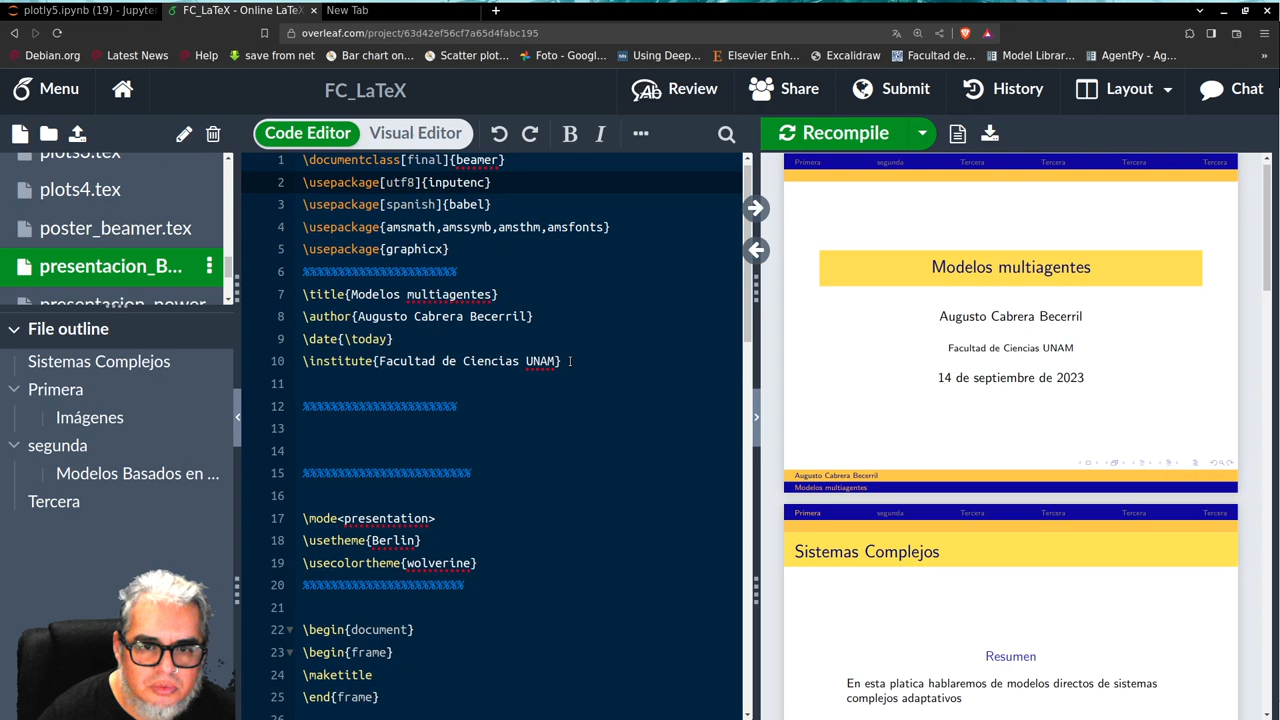 plotly5.ipynb (19) - Jupyter
FC_LaTeX - Online LaTeX
New Tab
overleaf.com/project/63d42ef56cf7a65d4fabc195
Debian.org
Latest News
Help
save from net
Bar chart on...
Scatter plot...
Foto - Googl...
Using Deep...
Elsevier Enh...
Excalidraw
Facultad de...
Model Librar...
AgentPy - Ag...
»
Menu
FC_LaTeX
Review
Share
Submit
History
Layout
Chat
Code Editor
Visual Editor
B
I
...
Recompile
plots4.tex
poster_beamer.tex
presentacion_B...
File outline
Sistemas Complejos
Primera
Imágenes
segunda
Modelos Basados en ...
Tercera
1 \documentclass[final]{beamer}
2 \usepackage[utf8]{inputenc}
3 \usepackage[spanish]{babel}
4 \usepackage{amsmath,amssymb,amsthm,amsfonts}
5 \usepackage{graphicx}
6 %%%%%%%%%%%%%%%%%%%%%%
7 \title{Modelos multiagentes}
8 \author{Augusto Cabrera Becerril}
9 \date{\today}
10 \institute{Facultad de Ciencias UNAM}
11
12 %%%%%%%%%%%%%%%%%%%%%%
13
14
15 %%%%%%%%%%%%%%%%%%%%%%%%
16
17 \mode<presentation>
18 \usetheme{Berlin}
19 \usecolortheme{wolverine}
20 %%%%%%%%%%%%%%%%%%%%%%%
21
22 \begin{document}
23 \begin{frame}
24 \maketitle
25 \end{frame}
Primera segunda Tercera Tercera Tercera Tercera
Modelos multiagentes
Augusto Cabrera Becerril
Facultad de Ciencias UNAM
14 de septiembre de 2023
Augusto Cabrera Becerril
Modelos multiagentes
Primera segunda Tercera Tercera Tercera Tercera
Sistemas Complejos
Resumen
En esta platica hablaremos de modelos directos de sistemas
complejos adaptativos